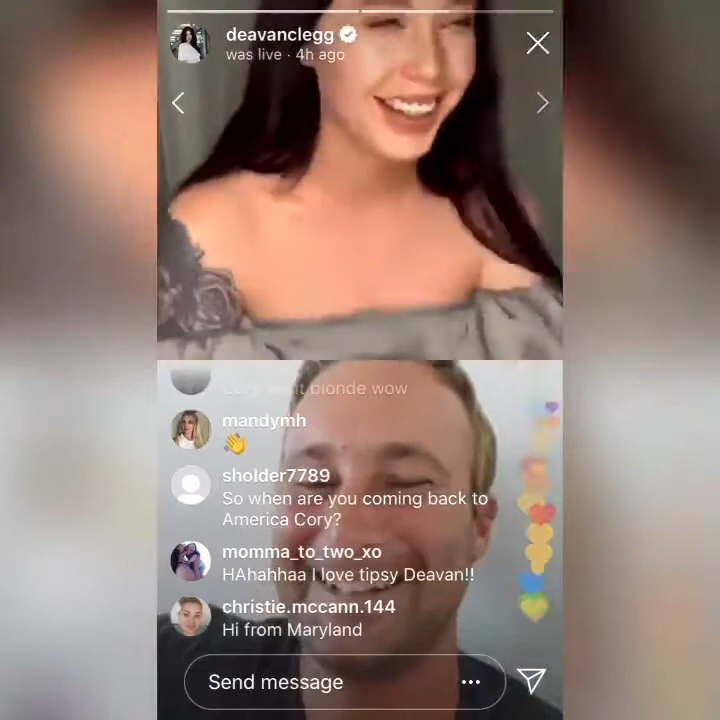 deavanclegg
was live · 4h ago
blonde wow
mandymh
sholder7789
So when are you coming back to
America Cory?
momma_to_two_xo
HAhahhaa I love tipsy Deavan!!
christie.mccann.144
Hi from Maryland
Send message